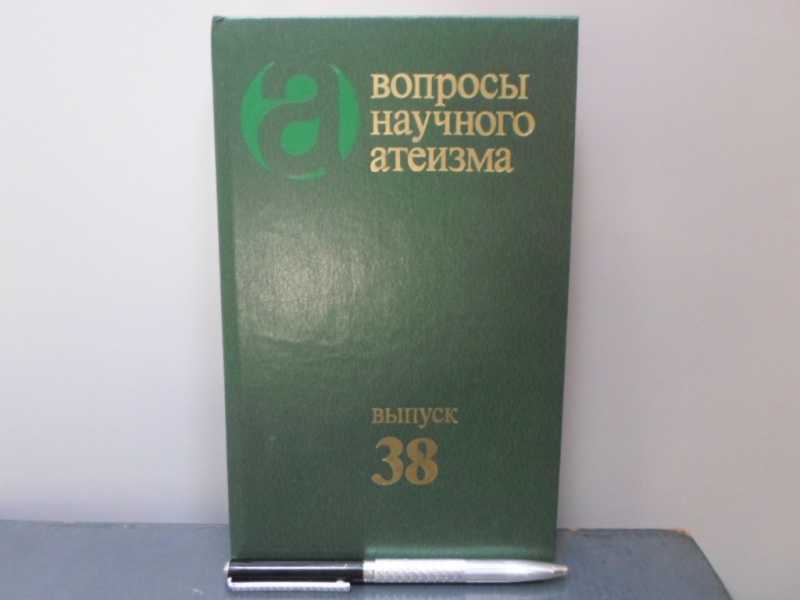 а
вопросы
научного
атеизма
выпуск
38